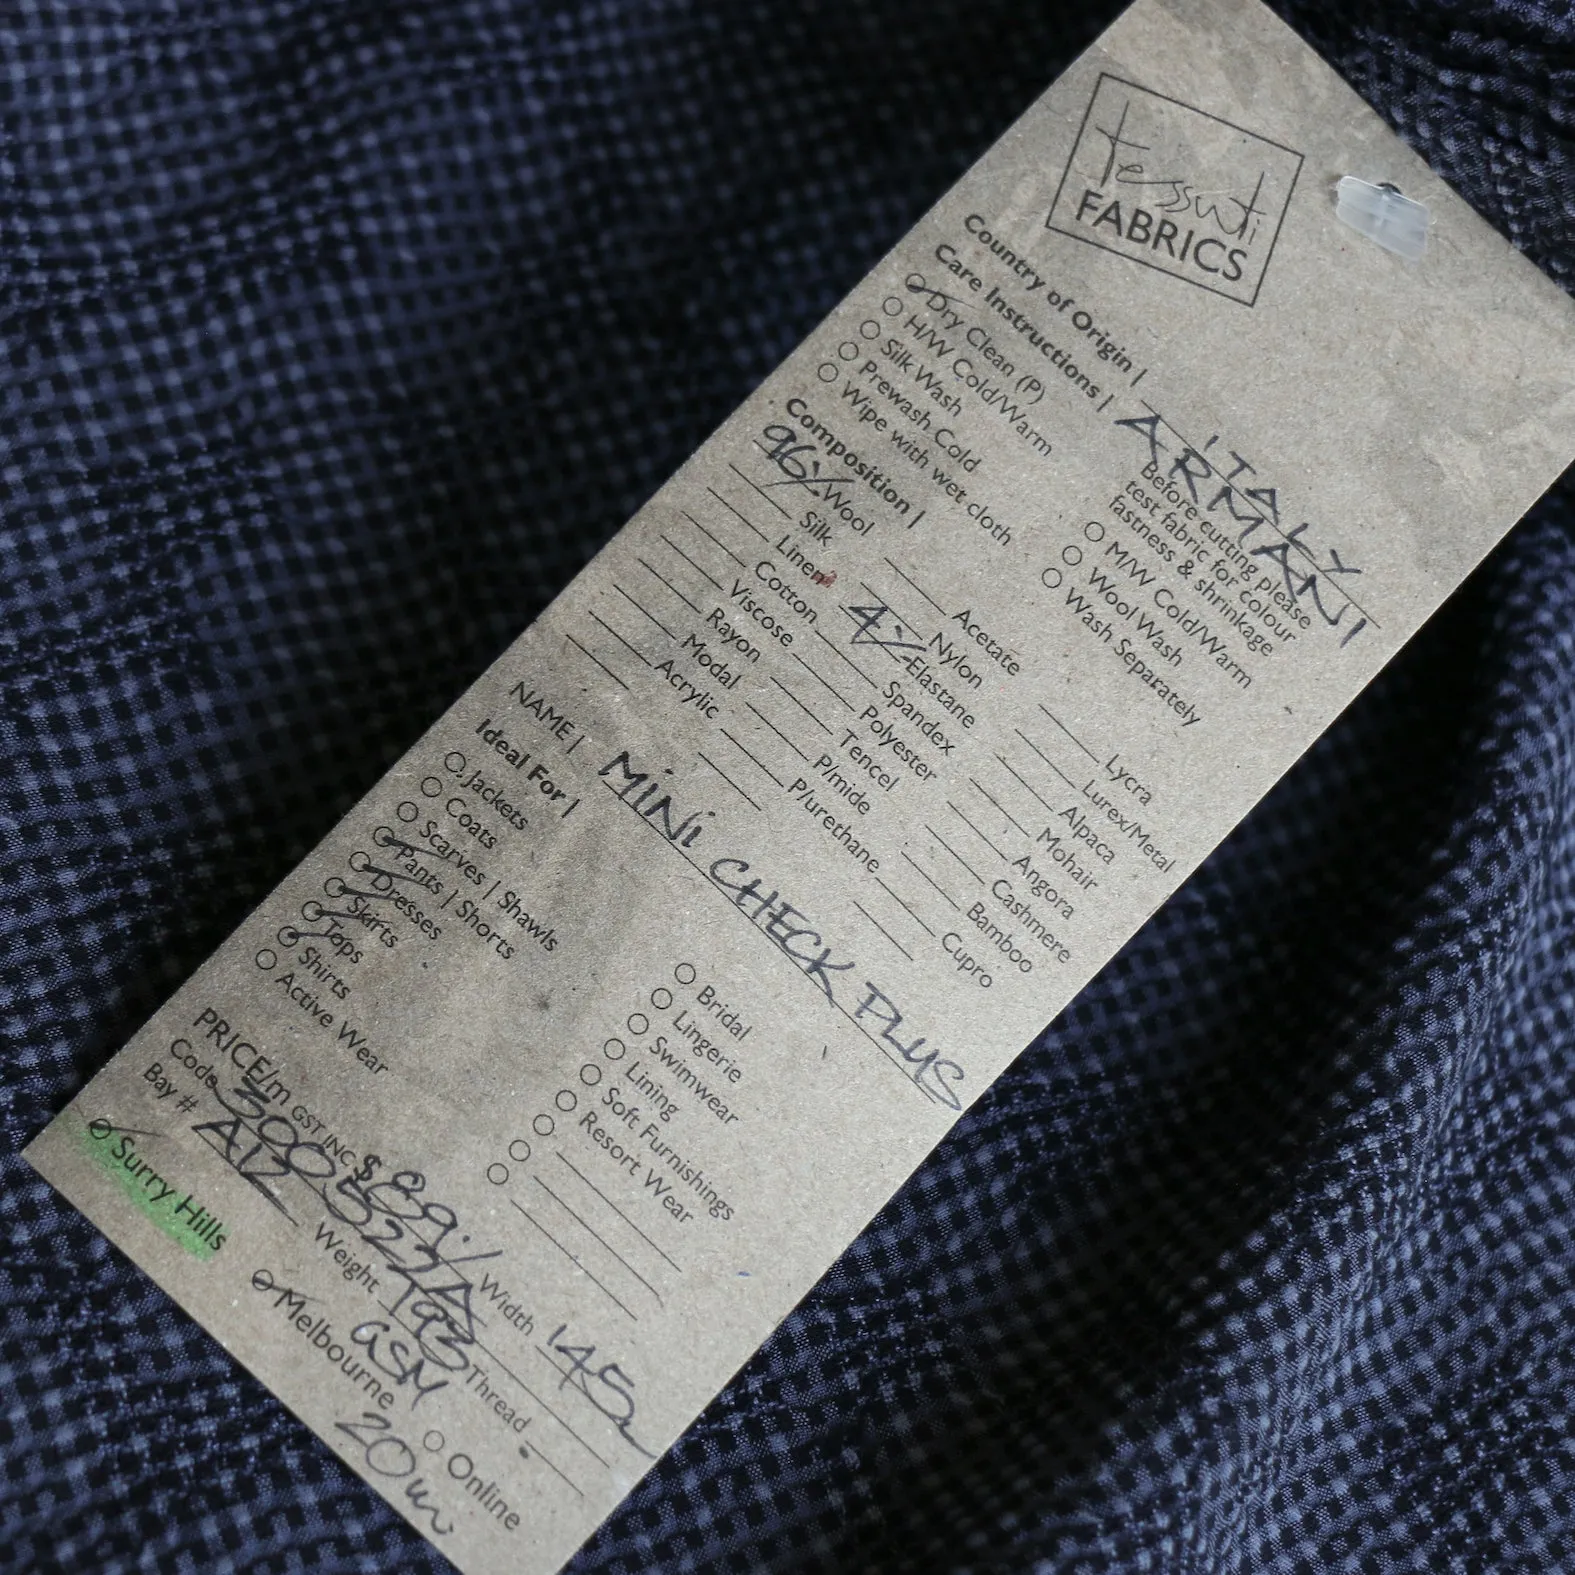 tessuti
FABRICS
Country of Origin | ITALY
Care Instructions | ARMANI
Dry Clean (P)
H/W Cold/Warm
Silk Wash
Prewash Cold
Wipe with wet cloth
Before cutting please
test fabric for colour
fastness & shrinkage
M/W Cold/Warm
Wool Wash
Wash Separately
Composition |
96% Wool
Silk
Linen
Cotton
Viscose
Rayon
Modal
Acrylic
Acetate
Nylon
4% Elastane
Spandex
Polyester
Tencel
P/mide
P/urethane
Lycra
Lurex/Metal
Alpaca
Mohair
Angora
Cashmere
Bamboo
Cupro
NAME | MINI CHECK PLUS
Ideal For |
Jackets
Coats
Scarves | Shawls
Pants | Shorts
Dresses
Skirts
Tops
Shirts
Active Wear
Bridal
Lingerie
Swimwear
Lining
Soft Furnishings
Resort Wear
PRICE/m GST INC $89./
Width 145
Code
Bay #
Weight 193
GSM
Thread
Surry Hills
Melbourne
Online
20m